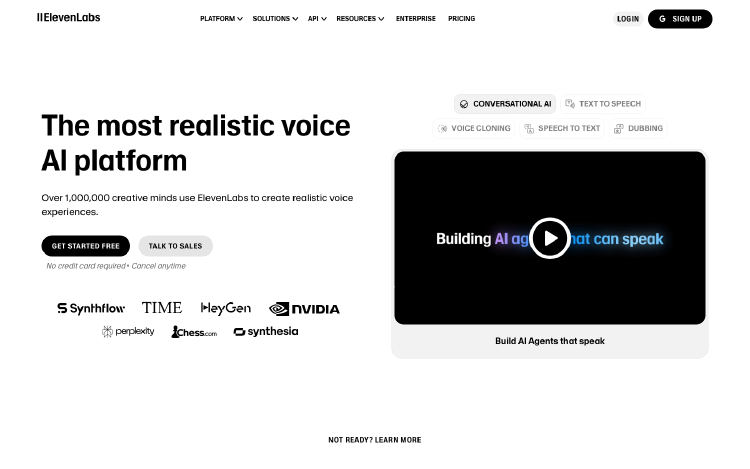 IIElevenLabs
PLATFORM
SOLUTIONS
API
RESOURCES
ENTERPRISE
PRICING
LOGIN
G SIGN UP
The most realistic voice
AI platform
Over 1,000,000 creative minds use ElevenLabs to create realistic voice
experiences.
GET STARTED FREE
TALK TO SALES
No credit card required • Cancel anytime
Synthflow
TIME
HeyGen
NVIDIA
perplexity
Chess.com
synthesia
CONVERSATIONAL AI
TEXT TO SPEECH
VOICE CLONING
SPEECH TO TEXT
DUBBING
Building AI ag hat can speak
Build AI Agents that speak
NOT READY? LEARN MORE